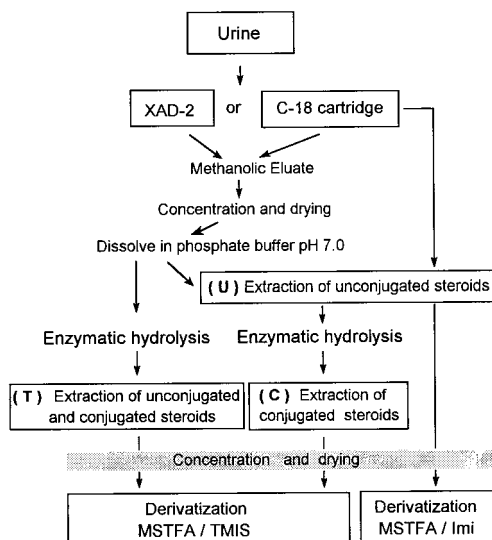 Urine
XAD-2 or C-18 cartridge
Methanolic Eluate
Concentration and drying
Dissolve in phosphate buffer pH 7.0
( U ) Extraction of unconjugated steroids
Enzymatic hydrolysis Enzymatic hydrolysis
( T ) Extraction of unconjugated
and conjugated steroids
( C ) Extraction of
conjugated steroids
Concentration and drying
Derivatization
MSTFA / TMIS
Derivatization
MSTFA / Imi